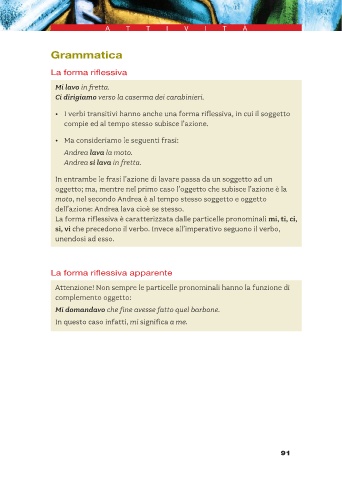 ATTIVITÀ
Grammatica
La forma riflessiva
Mi lavo in fretta.
Ci dirigiamo verso la caserma dei carabinieri.
• I verbi transitivi hanno anche una forma riflessiva, in cui il soggetto
compie ed al tempo stesso subisce l'azione.
• Ma consideriamo le seguenti frasi:
Andrea lava la moto.
Andrea si lava in fretta.
In entrambe le frasi l'azione di lavare passa da un soggetto ad un
oggetto; ma, mentre nel primo caso l'oggetto che subisce l'azione è la
moto, nel secondo Andrea è al tempo stesso soggetto e oggetto
dell'azione: Andrea lava cioè se stesso.
La forma riflessiva è caratterizzata dalle particelle pronominali mi, ti, ci,
si, vi che precedono il verbo. Invece all'imperativo seguono il verbo,
unendosi ad esso.
La forma riflessiva apparente
Attenzione! Non sempre le particelle pronominali hanno la funzione di
complemento oggetto:
Mi domandavo che fine avesse fatto quel barbone.
In questo caso infatti, mi significa a me.
91